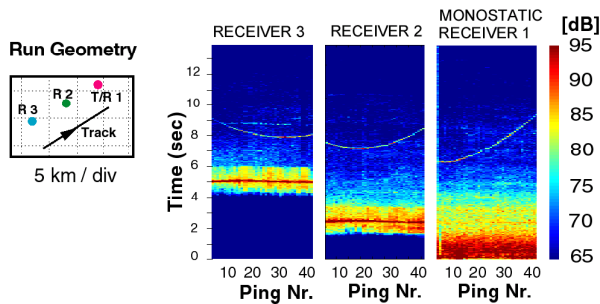 Run Geometry
R 3
R 2
T/R 1
Track
5 km / div
RECEIVER 3
RECEIVER 2
MONOSTATIC
RECEIVER 1
[dB]
Time (sec)
12
10
8
6
4
2
0
10 20 30 40
10 20 30 40
10 20 30 40
Ping Nr.
Ping Nr.
Ping Nr.
95
90
85
80
75
70
65